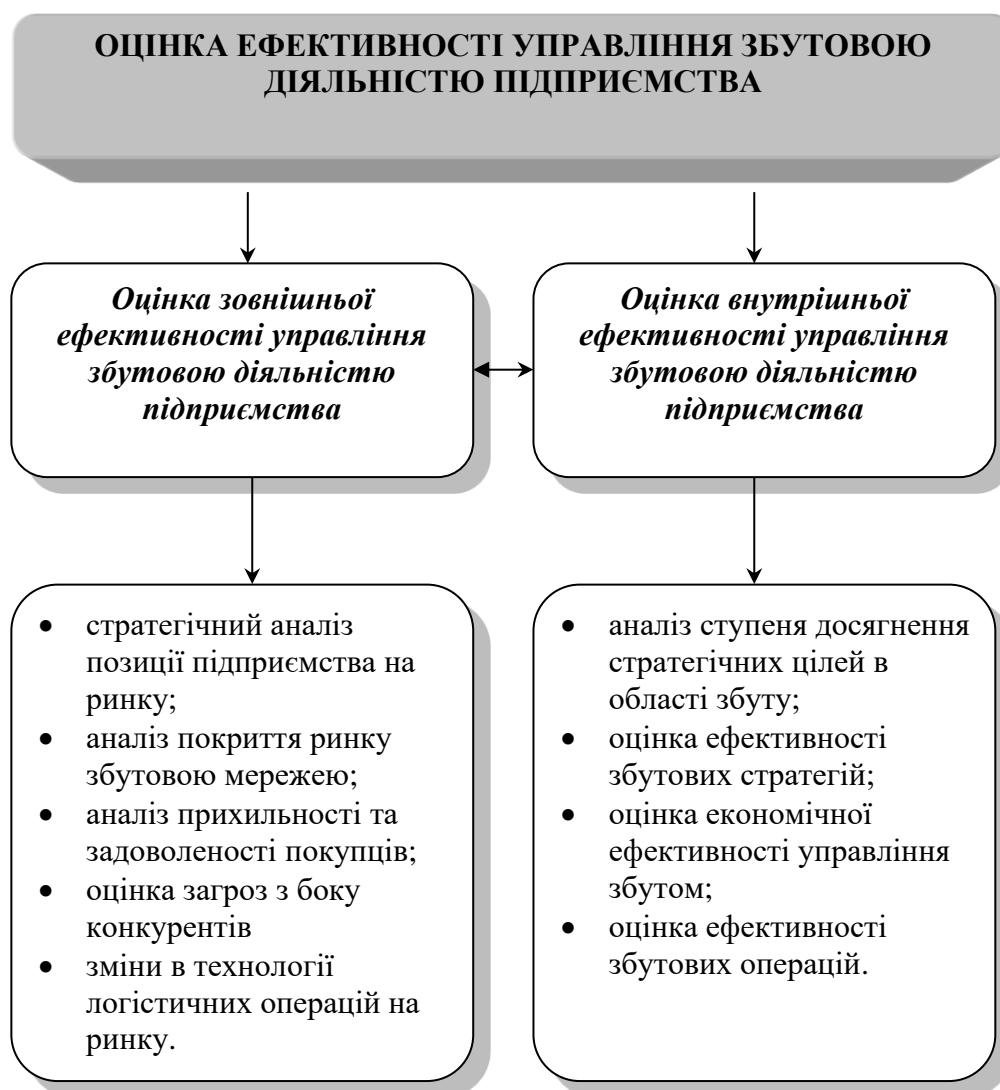 ОЦІНКА ЕФЕКТИВНОСТІ УПРАВЛІННЯ ЗБУТОВОЮ
ДІЯЛЬНІСТЮ ПІДПРИЄМСТВА
Оцінка зовнішньої
ефективності управління
збутовою діяльністю
підприємства
Оцінка внутрішньої
ефективності управління
збутовою діяльністю
підприємства
• стратегічний аналіз
позиції підприємства на
ринку;
• аналіз покриття ринку
збутовою мережею;
• аналіз прихильності та
задоволеності покупців;
• оцінка загроз з боку
конкурентів
• зміни в технології
логістичних операцій на
ринку.
• аналіз ступеня досягнення
стратегічних цілей в
області збуту;
• оцінка ефективності
збутових стратегій;
• оцінка економічної
ефективності управління
збутом;
• оцінка ефективності
збутових операцій.